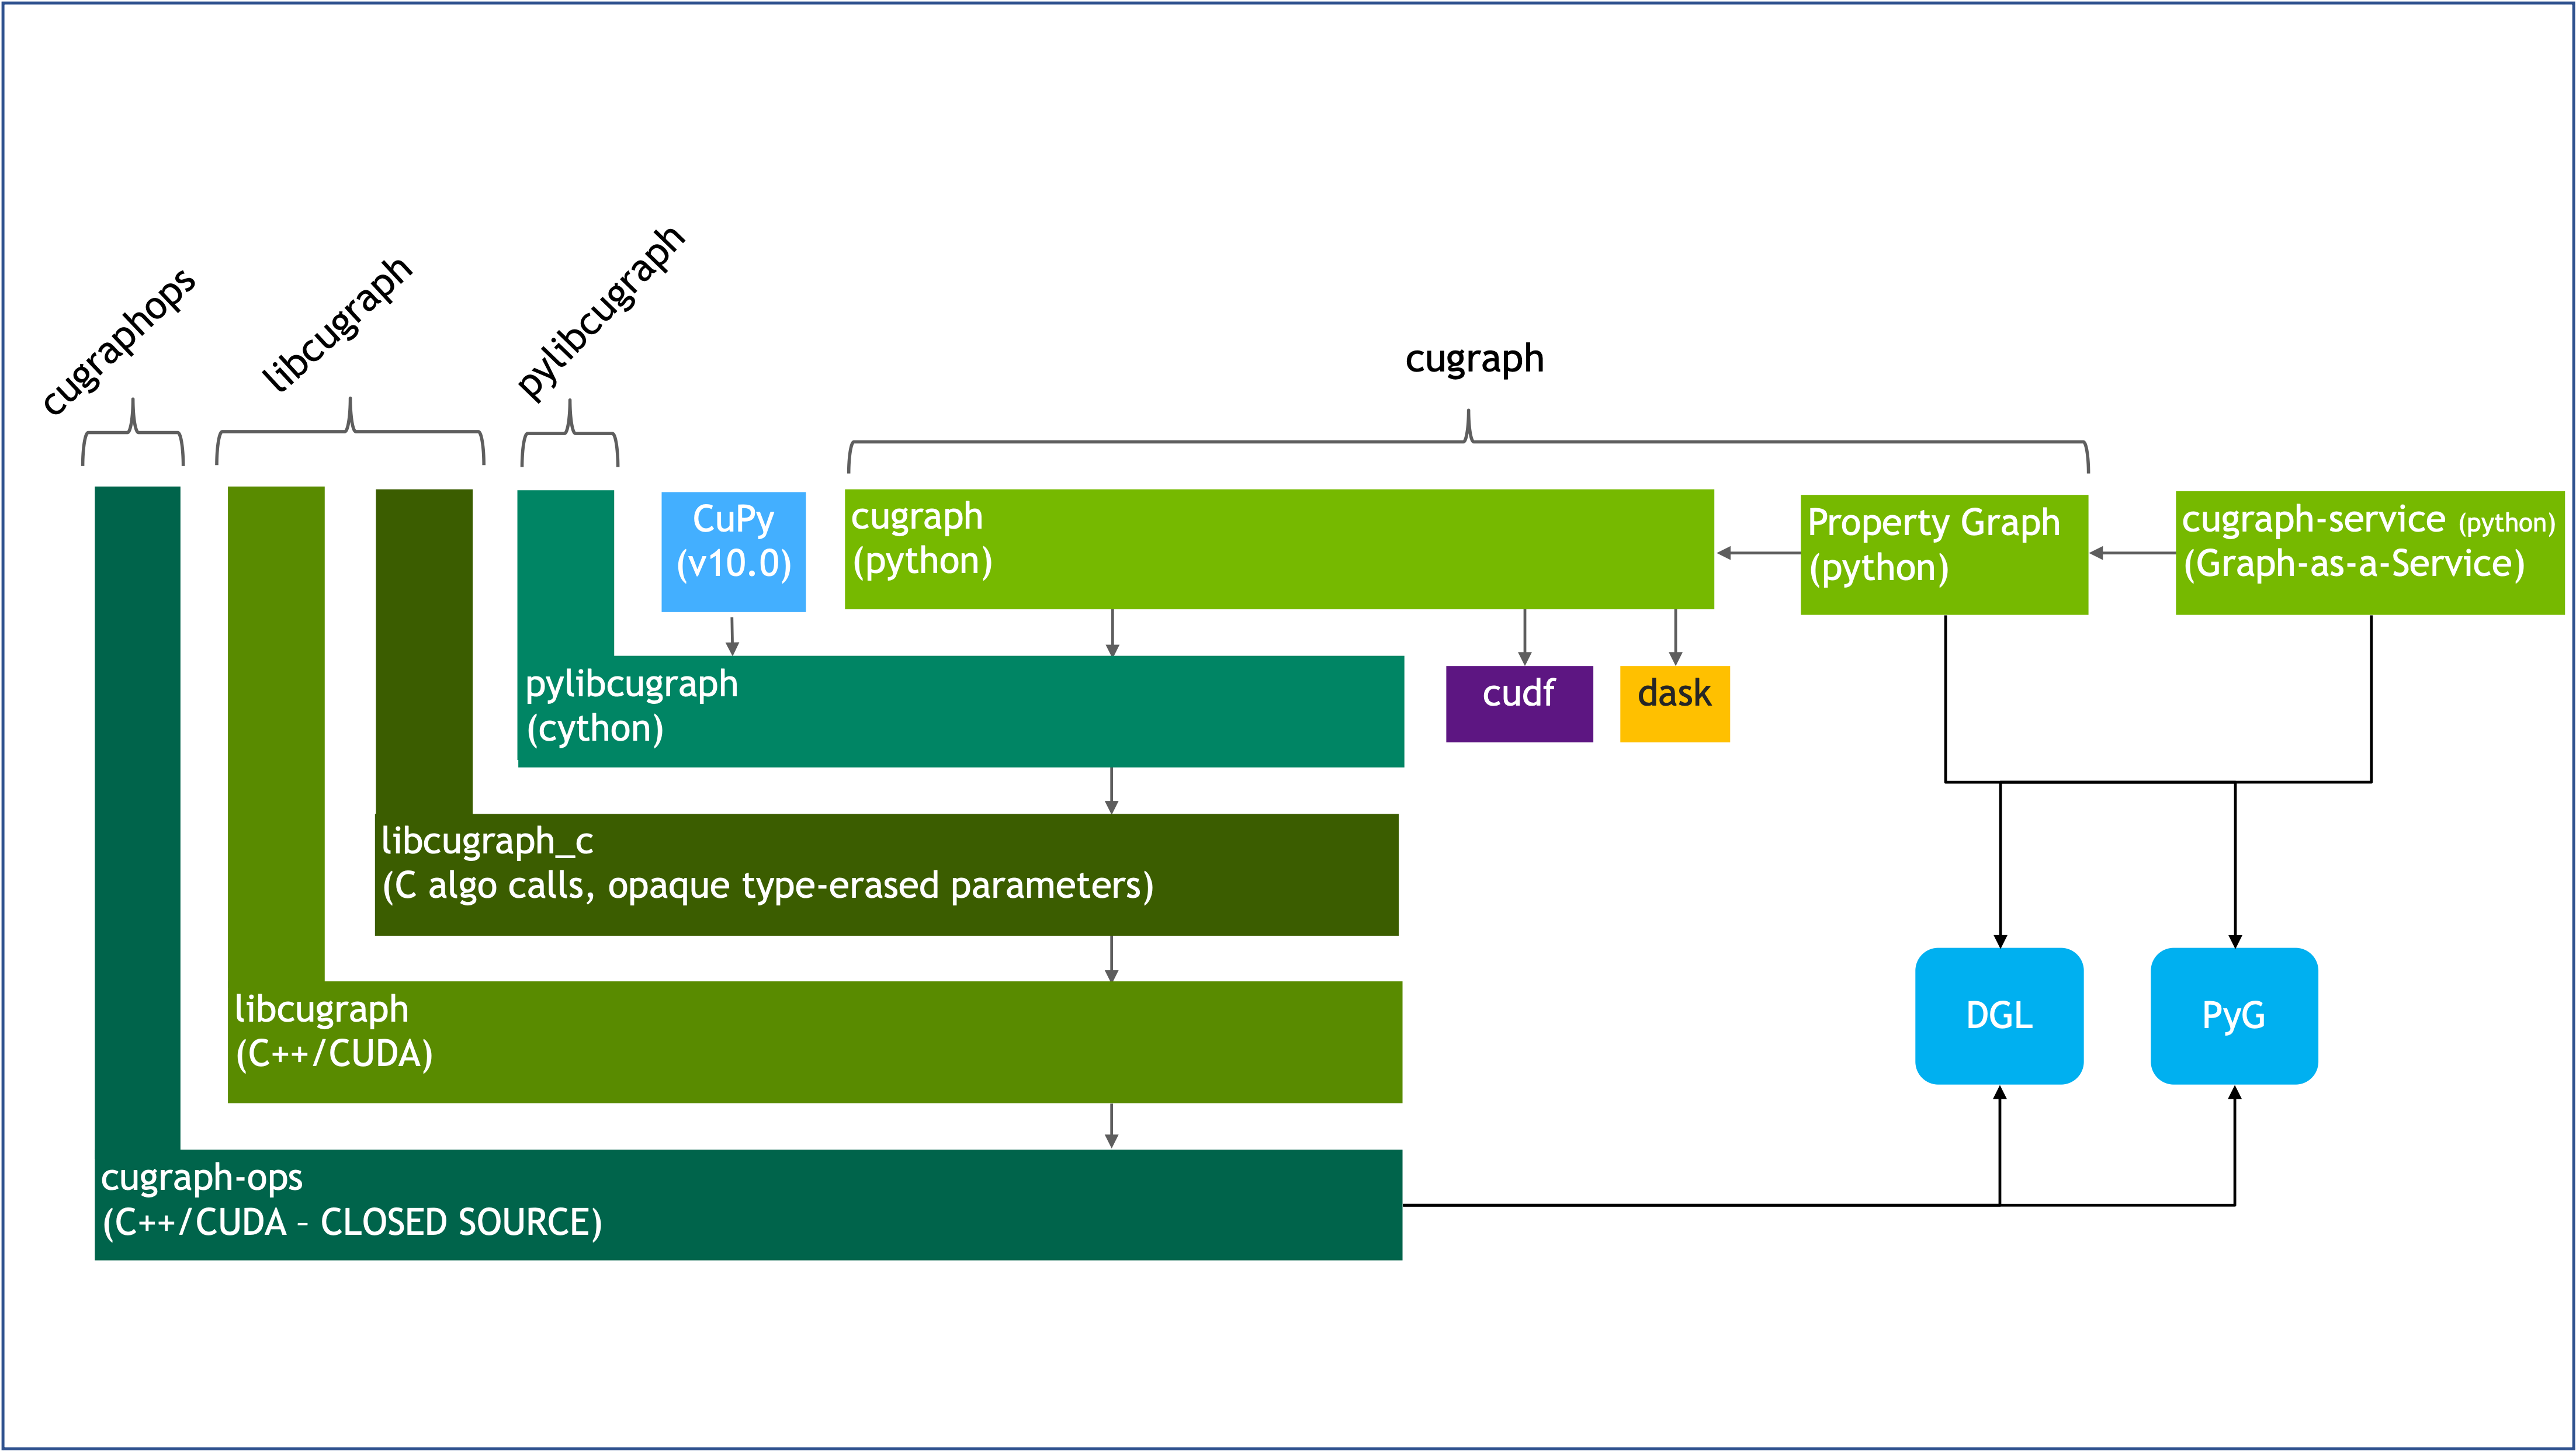 cugraphops
libcugraph
pylibcugraph
cugraph
CuPy
(v10.0)
cugraph
(python)
Property Graph
(python)
cugraph-service (python)
(Graph-as-a-Service)
pylibcugraph
(cython)
cudf
dask
libcugraph_c
(C algo calls, opaque type-erased parameters)
libcugraph
(C++/CUDA)
DGL
PyG
cugraph-ops
(C++/CUDA – CLOSED SOURCE)